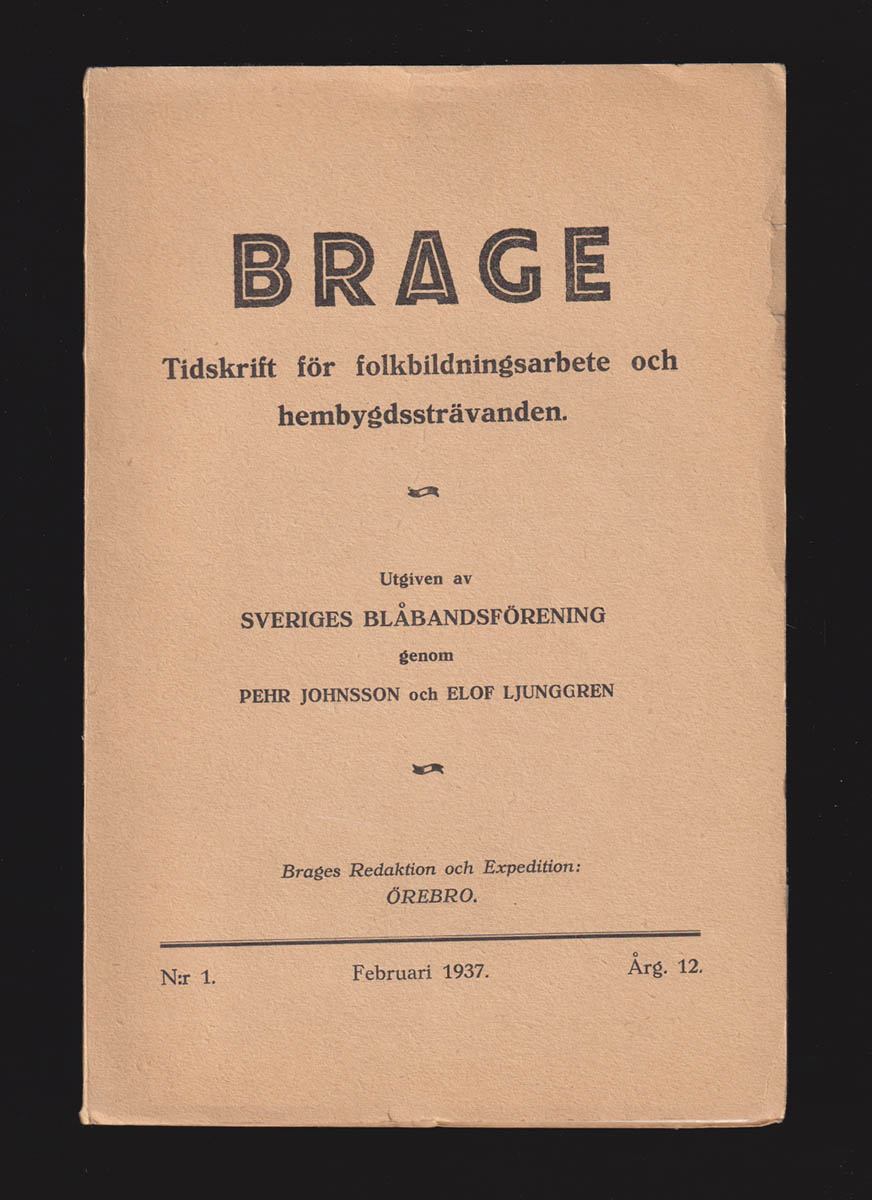 BRAGE
Tidskrift för folkbildningsarbete och
hembygdssträvanden.
Utgiven av
SVERIGES BLÅBANDSFÖRENING
genom
PEHR JOHNSSON och ELOF LJUNGGREN
Brages Redaktion och Expedition:
ÖREBRO.
N:r 1. Februari 1937. Årg. 12.